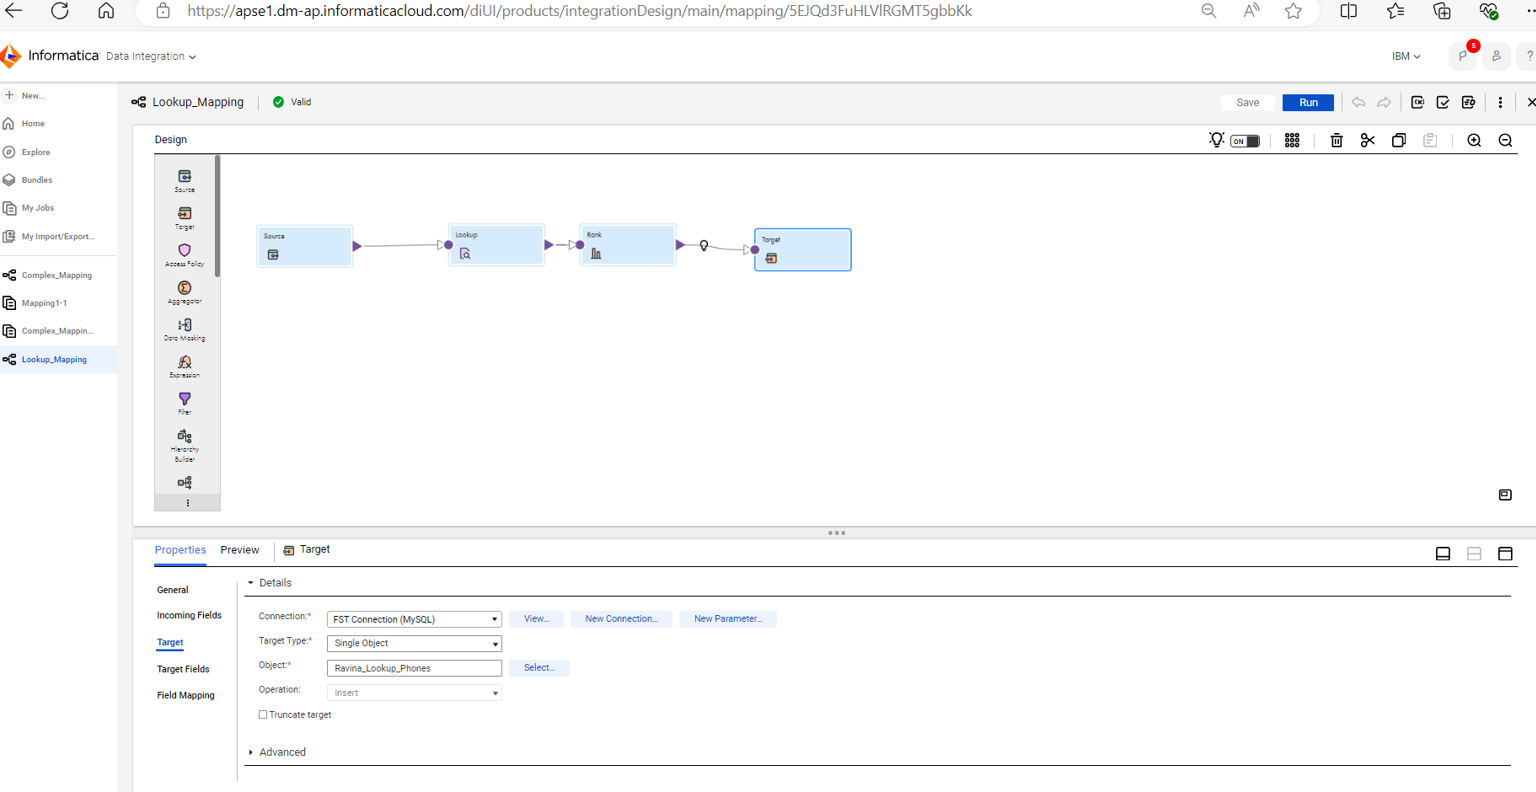 https://apse1.dm-ap.informaticacloud.com/diUI/products/integrationDesign/main/mapping/5EJQd3FuHLVlRGMT5gbbKk
Informatica Data Integration
IBM
5
?
New...
Home
Explore
Bundles
My Jobs
My Import/Export...
Complex_Mapping
Mapping1-1
Complex_Mappin...
Lookup_Mapping
Lookup_Mapping
Valid
Save
Run
Design
ON
Source
Target
Access Policy
Aggregator
Data Masking
Expression
Filter
Hierarchy
Builder
Source
Lookup
Rank
Target
Properties
Preview
Target
General
Incoming Fields
Target
Target Fields
Field Mapping
Details
Connection:* FST Connection (MySQL) View... New Connection... New Parameter...
Target Type:* Single Object
Object:* Ravina_Lookup_Phones Select...
Operation: Insert
Truncate target
Advanced